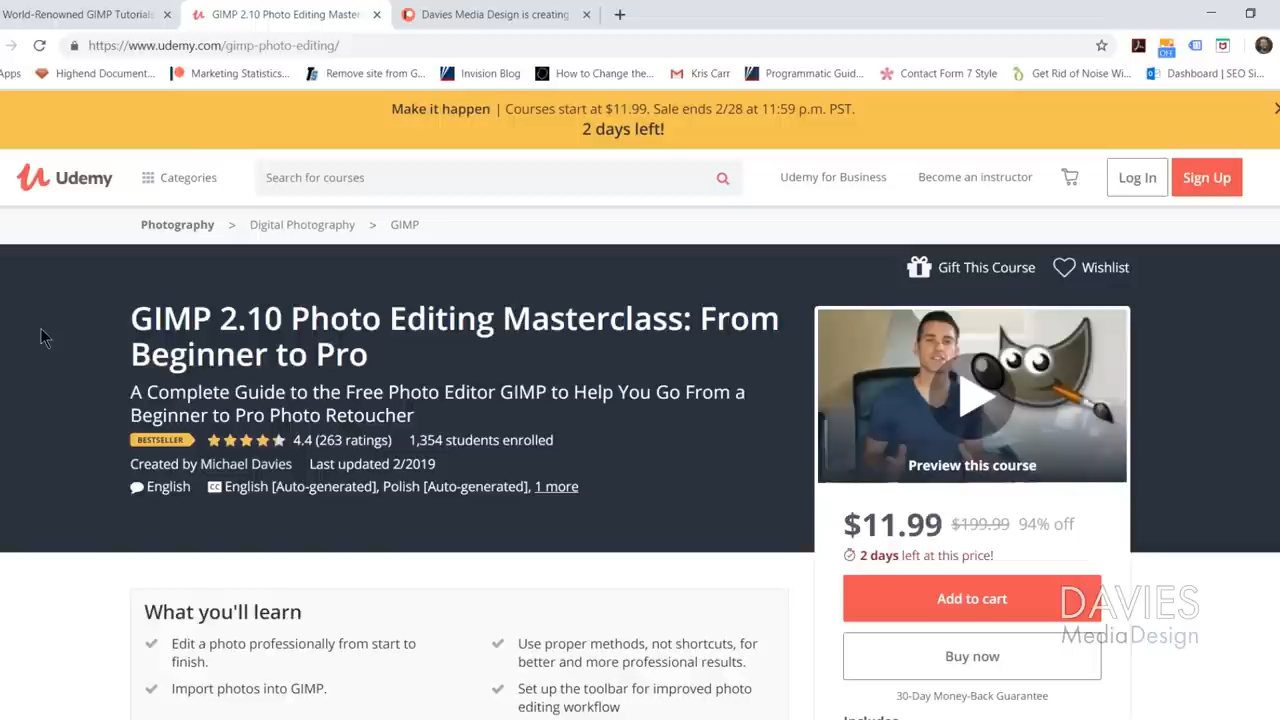 World-Renowned GIMP Tutorials
GIMP 2.10 Photo Editing Master
Davies Media Design is creating
https://www.udemy.com/gimp-photo-editing/
OFF
Apps
Highend Document...
Marketing Statistics...
Remove site from G...
Invision Blog
How to Change the...
Kris Carr
Programmatic Guid...
Contact Form 7 Style
Get Rid of Noise Wi...
Dashboard | SEO Si...
Make it happen | Courses start at $11.99. Sale ends 2/28 at 11:59 p.m. PST.
2 days left!
Udemy
Categories
Search for courses
Udemy for Business
Become an instructor
Log In
Sign Up
Photography > Digital Photography > GIMP
Gift This Course
Wishlist
GIMP 2.10 Photo Editing Masterclass: From
Beginner to Pro
A Complete Guide to the Free Photo Editor GIMP to Help You Go From a
Beginner to Pro Photo Retoucher
BESTSELLER 4.4 (263 ratings) 1,354 students enrolled
Created by Michael Davies Last updated 2/2019
English CC English [Auto-generated], Polish [Auto-generated], 1 more
Preview this course
$11.99 $199.99 94% off
2 days left at this price!
Add to cart
Buy now
30-Day Money-Back Guarantee
DAVIES
MediaDesign
What you'll learn
Edit a photo professionally from start to
finish.
Import photos into GIMP.
Use proper methods, not shortcuts, for
better and more professional results.
Set up the toolbar for improved photo
editing workflow